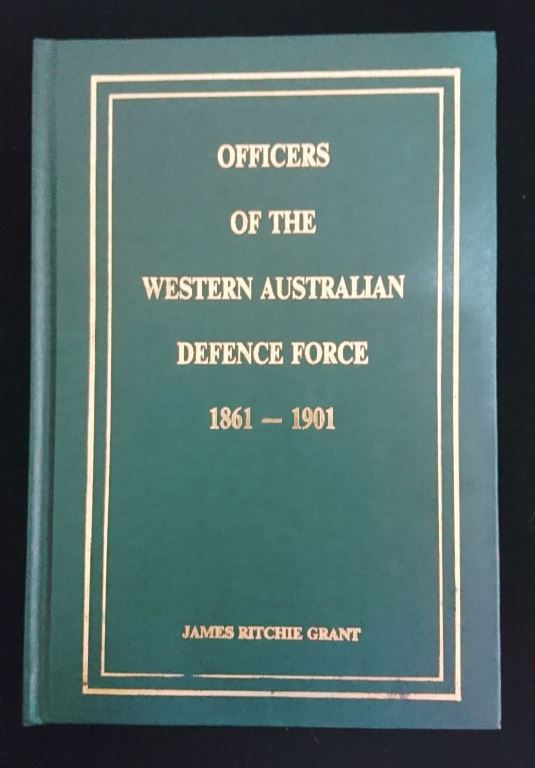 OFFICERS
OF THE
WESTERN AUSTRALIAN
DEFENCE FORCE
1861 — 1901
JAMES RITCHIE GRANT